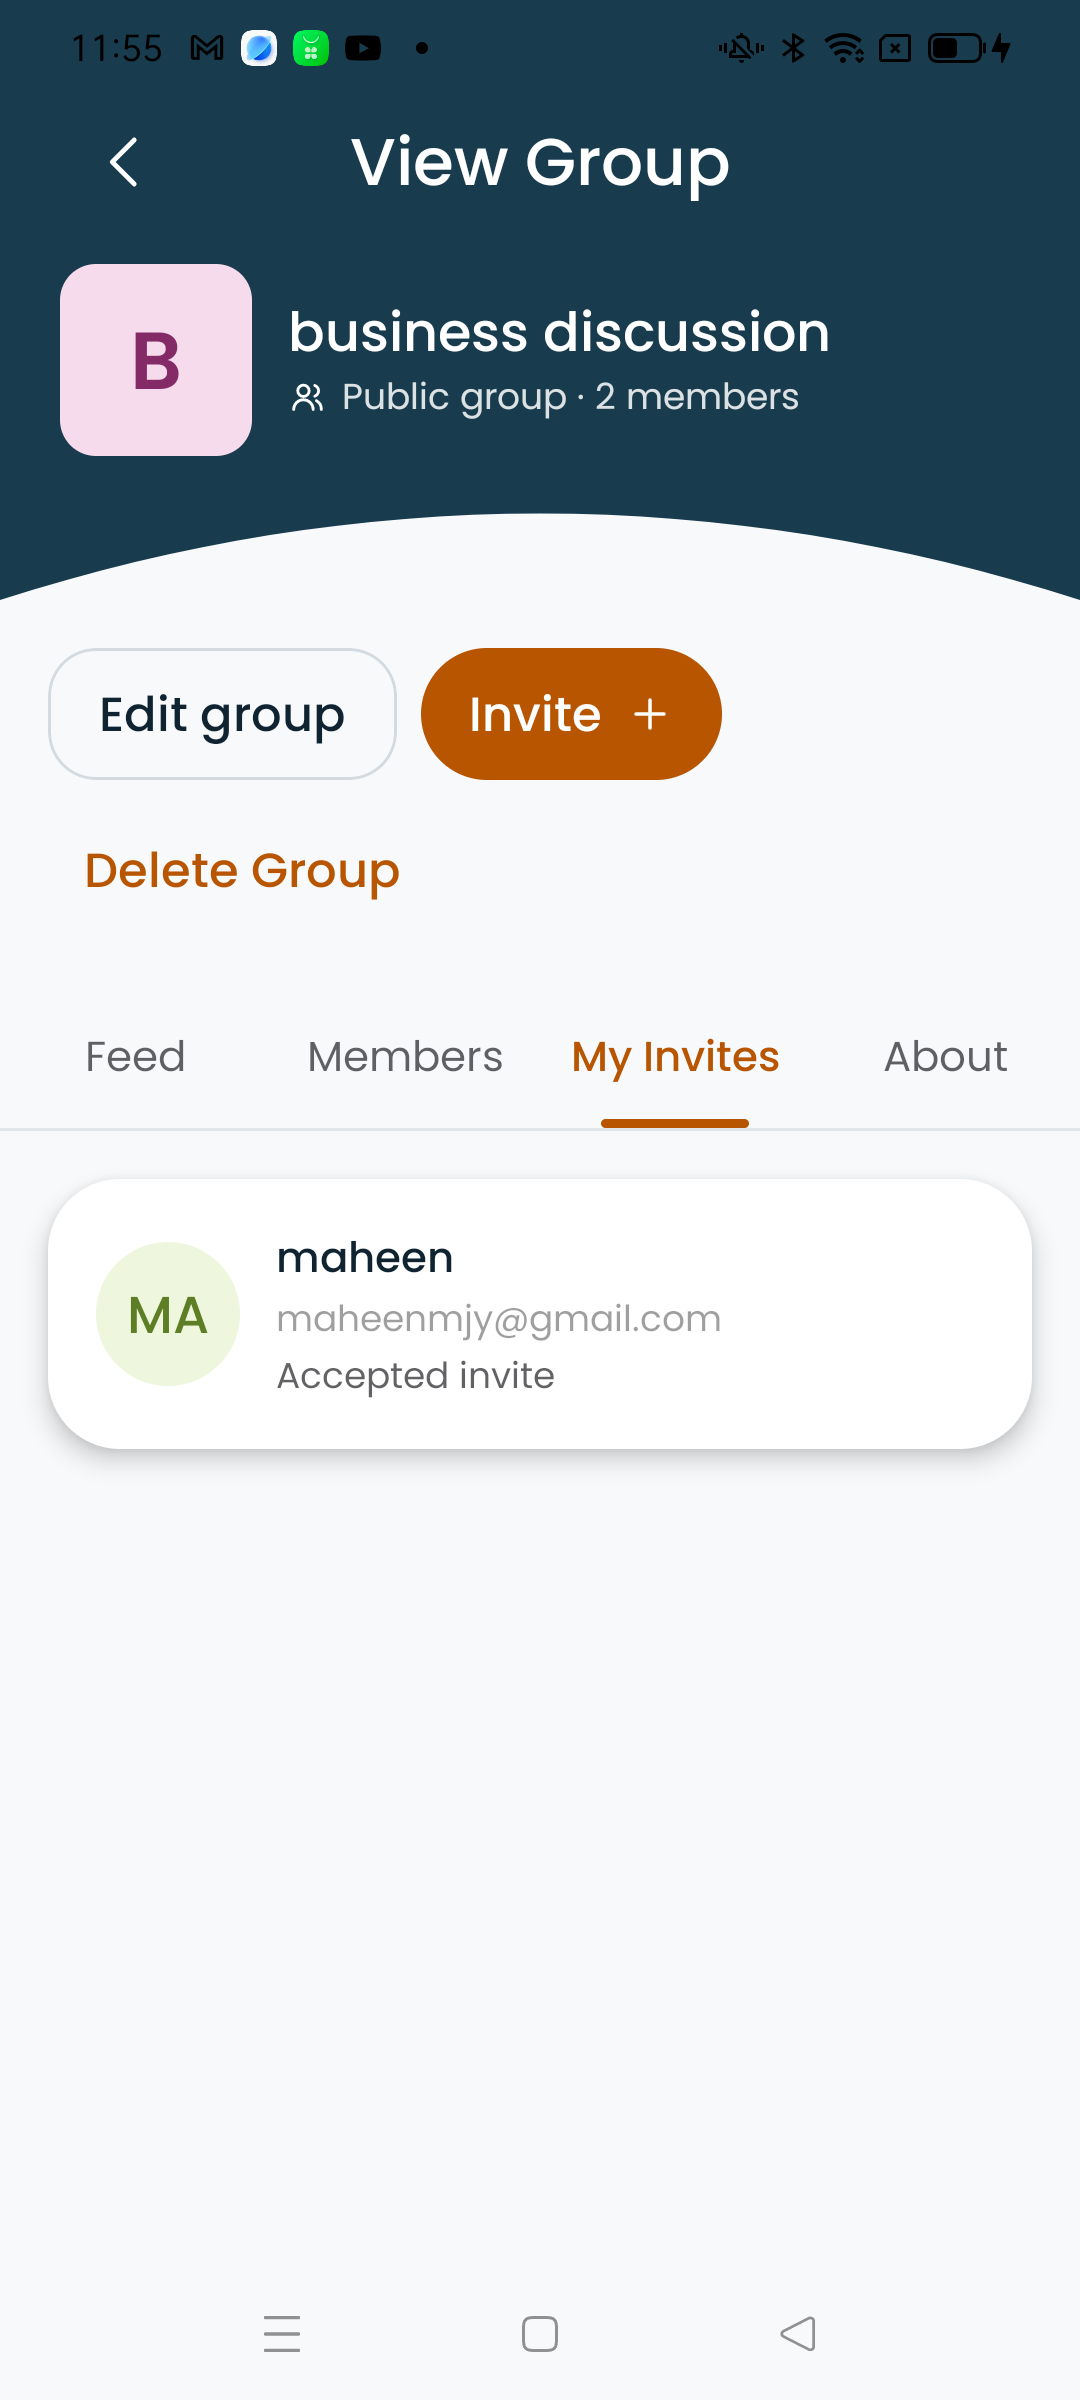 11:55
View Group
B
business discussion
Public group · 2 members
Edit group
Invite +
Delete Group
Feed Members My Invites About
MA
maheen
maheenmjy@gmail.com
Accepted invite